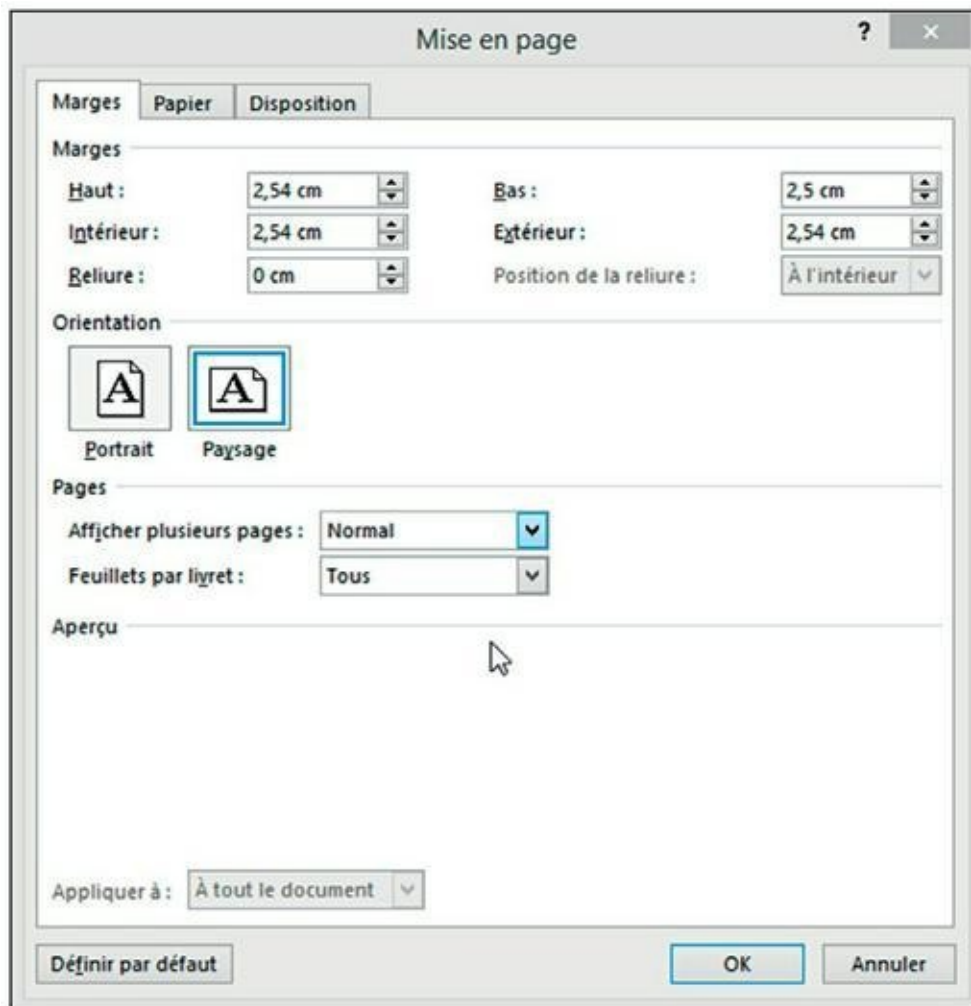 Mise en page
? ×
Marges Papier Disposition
Marges
Haut : 2,54 cm Bas : 2,5 cm
Intérieur : 2,54 cm Extérieur : 2,54 cm
Reliure : 0 cm Position de la reliure : À l'intérieur
Orientation
A A
Portrait Paysage
Pages
Afficher plusieurs pages : Normal
Feuillets par livret : Tous
Aperçu
Appliquer à : À tout le document
Définir par défaut OK Annuler